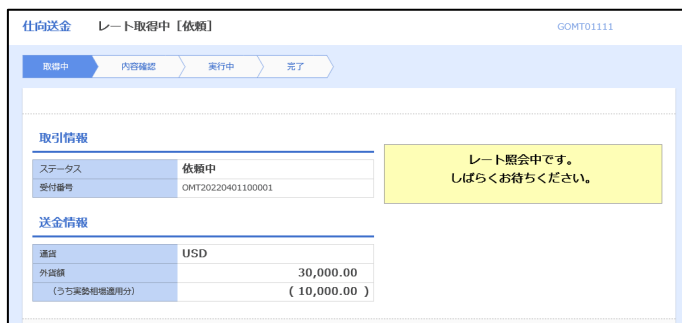 仕向送金 レート取得中［依頼］ GOMT01111
取得中 内容確認 実行中 完了
取引情報
ステータス 依頼中
受付番号 OMT20220401100001
レート照会中です。
しばらくお待ちください。
送金情報
通貨 USD
外貨額 30,000.00
（うち実勢相場適用分） ( 10,000.00 )